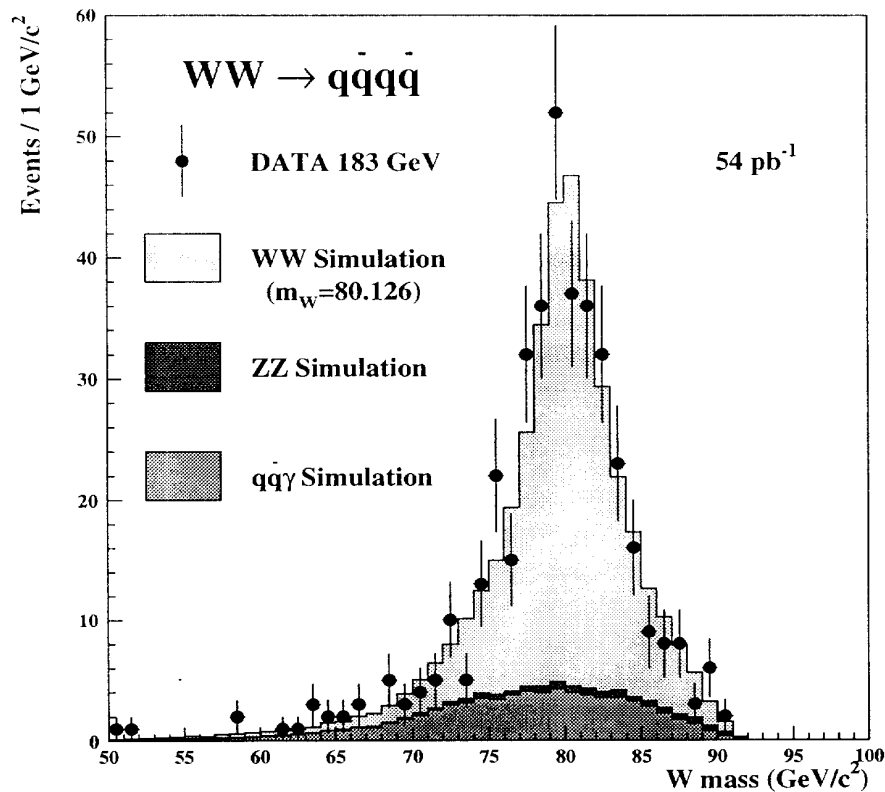 Events / 1 GeV/c²
60
50
40
30
20
10
0
WW → qq̄qq̄
DATA 183 GeV
54 pb⁻¹
WW Simulation
(m_W=80.126)
ZZ Simulation
qq̄γ Simulation
50 55 60 65 70 75 80 85 90 95 100
W mass (GeV/c²)